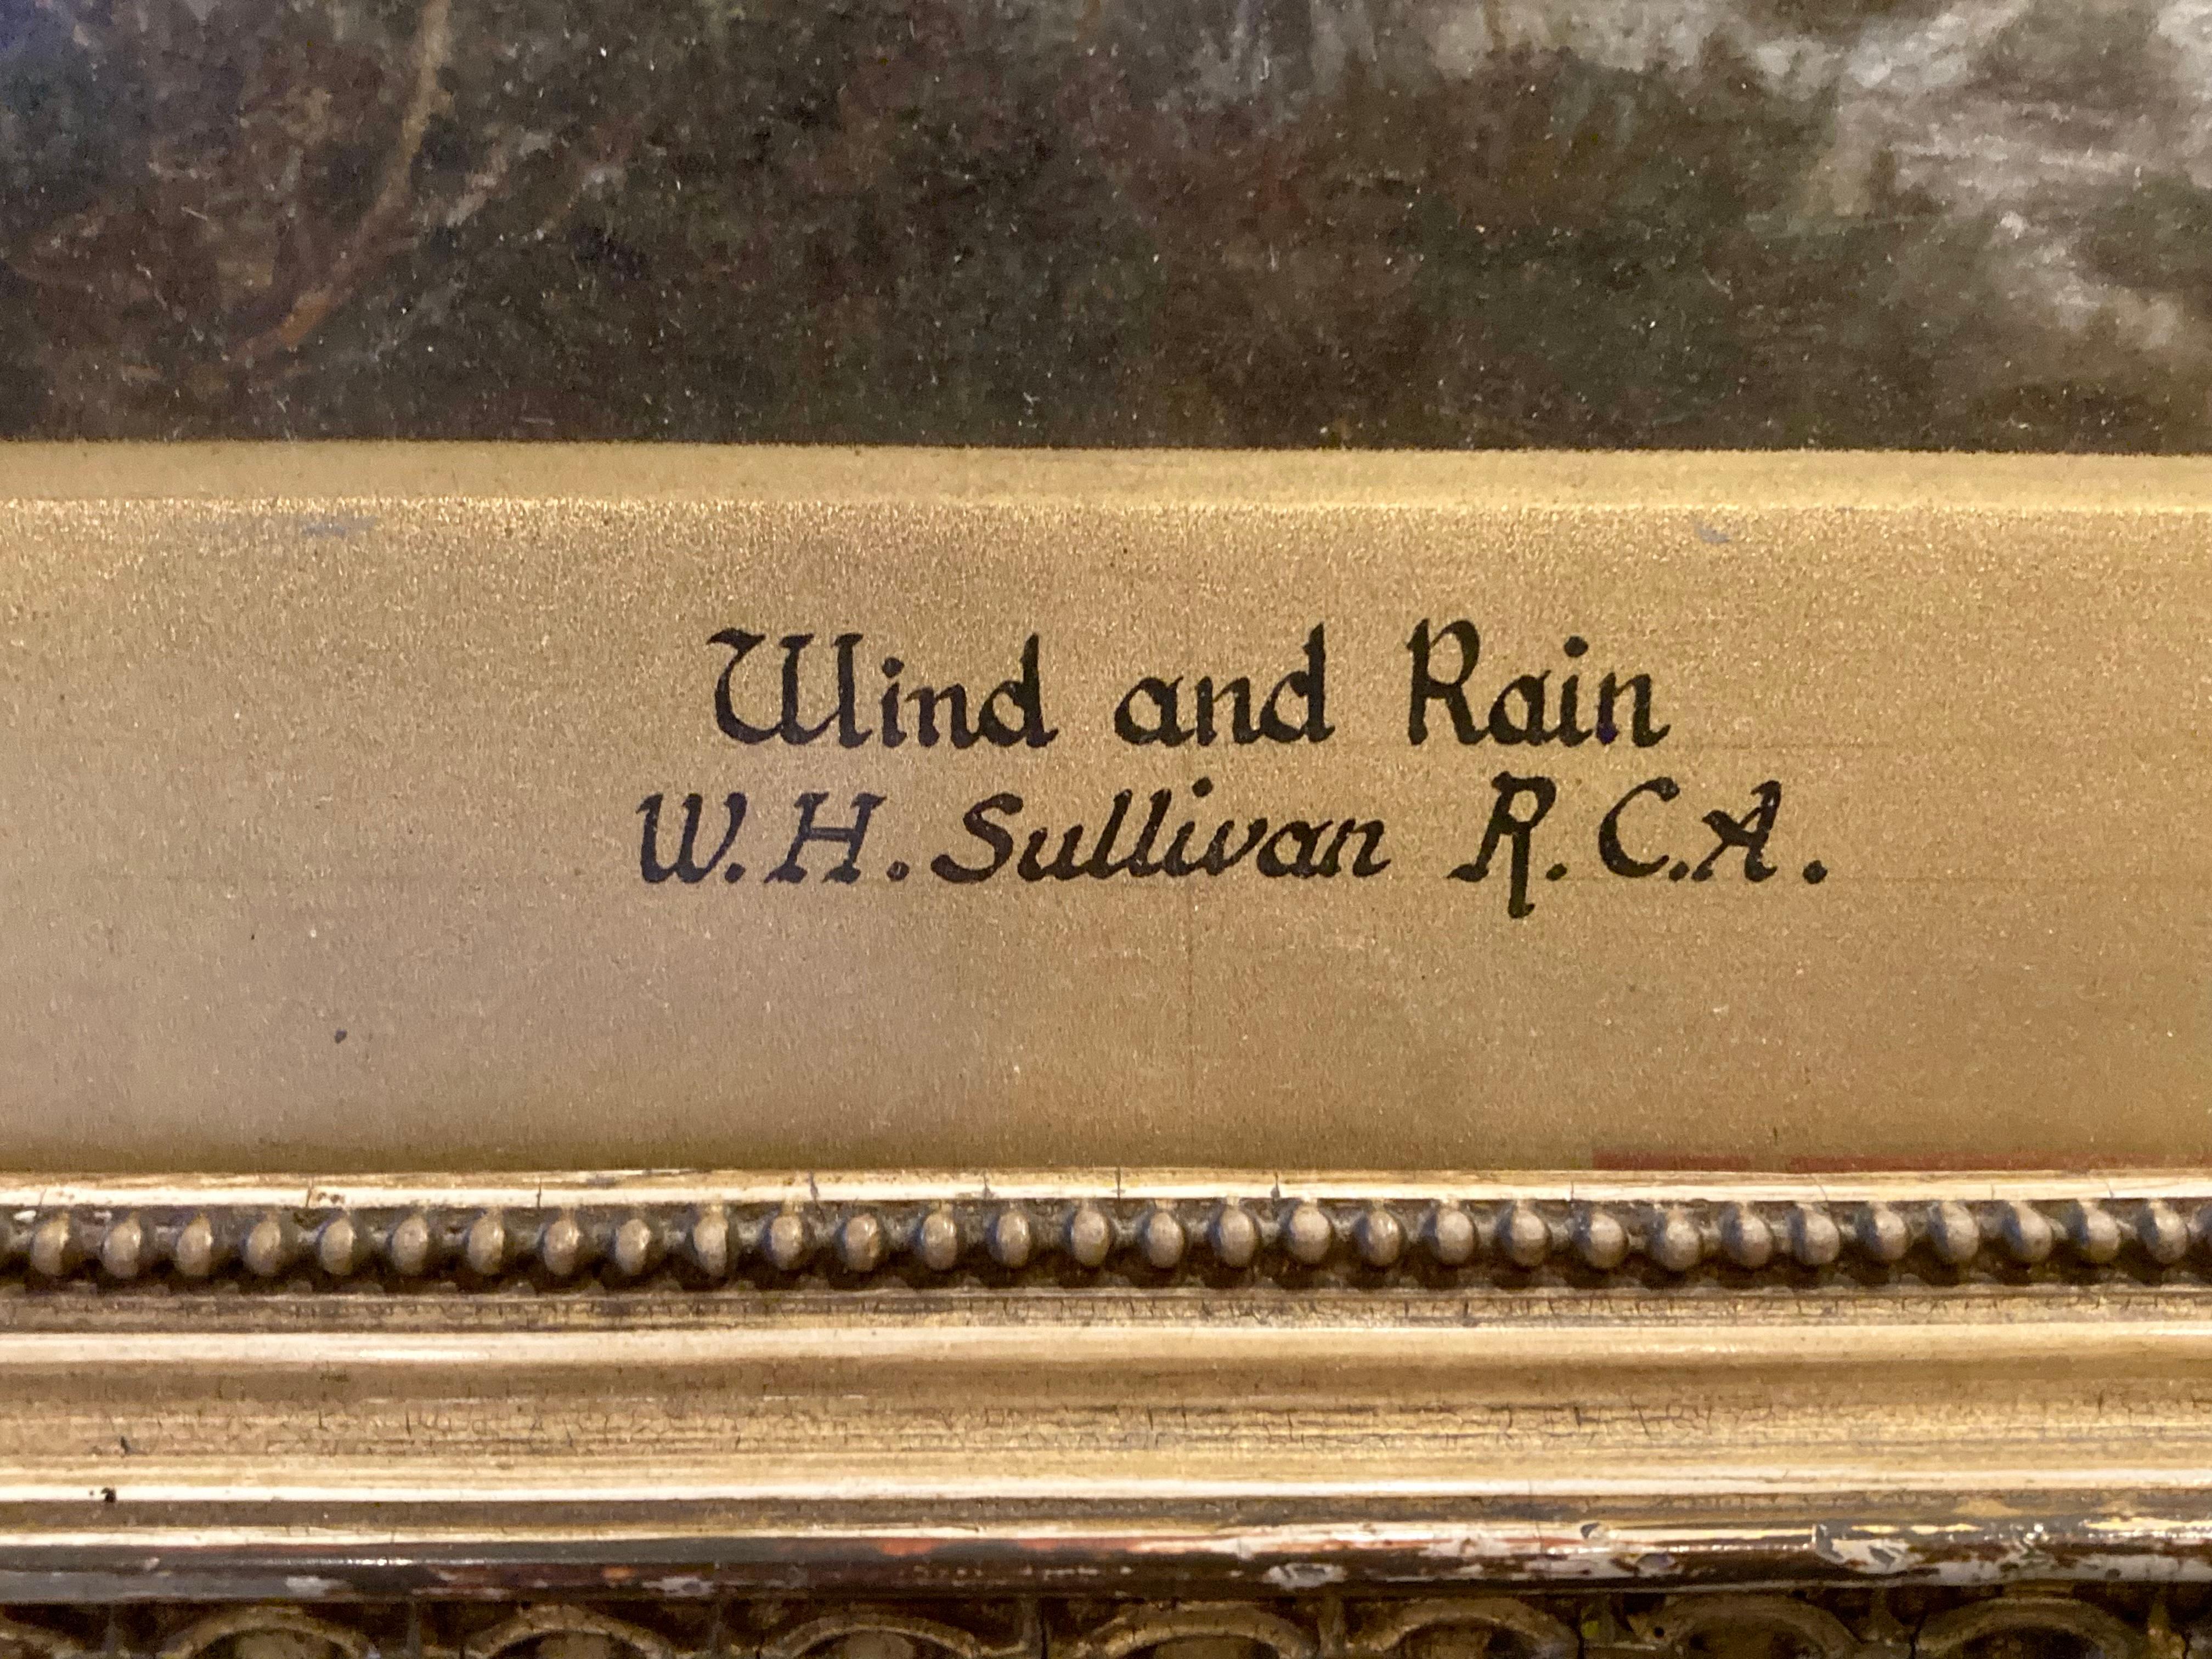 Wind and Rain
W. H. Sullivan R. C. A.